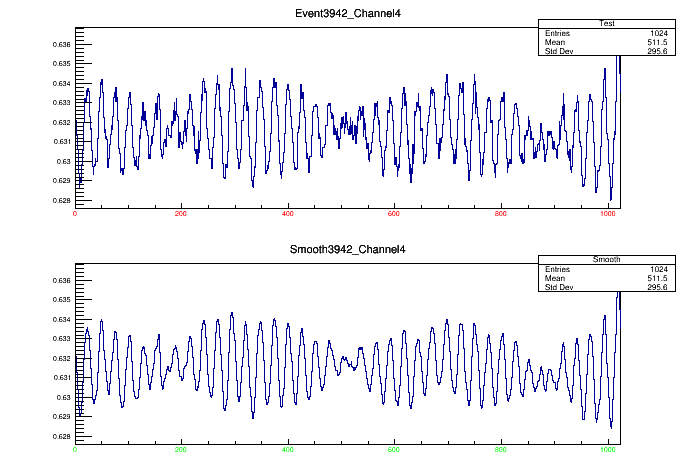 Event3942_Channel4
Test
Entries 1024
Mean 511.5
Std Dev 295.6
0.636
0.635
0.634
0.633
0.632
0.631
0.63
0.629
0.628
0 200 400 600 800 1000
Smooth3942_Channel4
Smooth
Entries 1024
Mean 511.5
Std Dev 295.6
0.636
0.635
0.634
0.633
0.632
0.631
0.63
0.629
0.628
0 200 400 600 800 1000